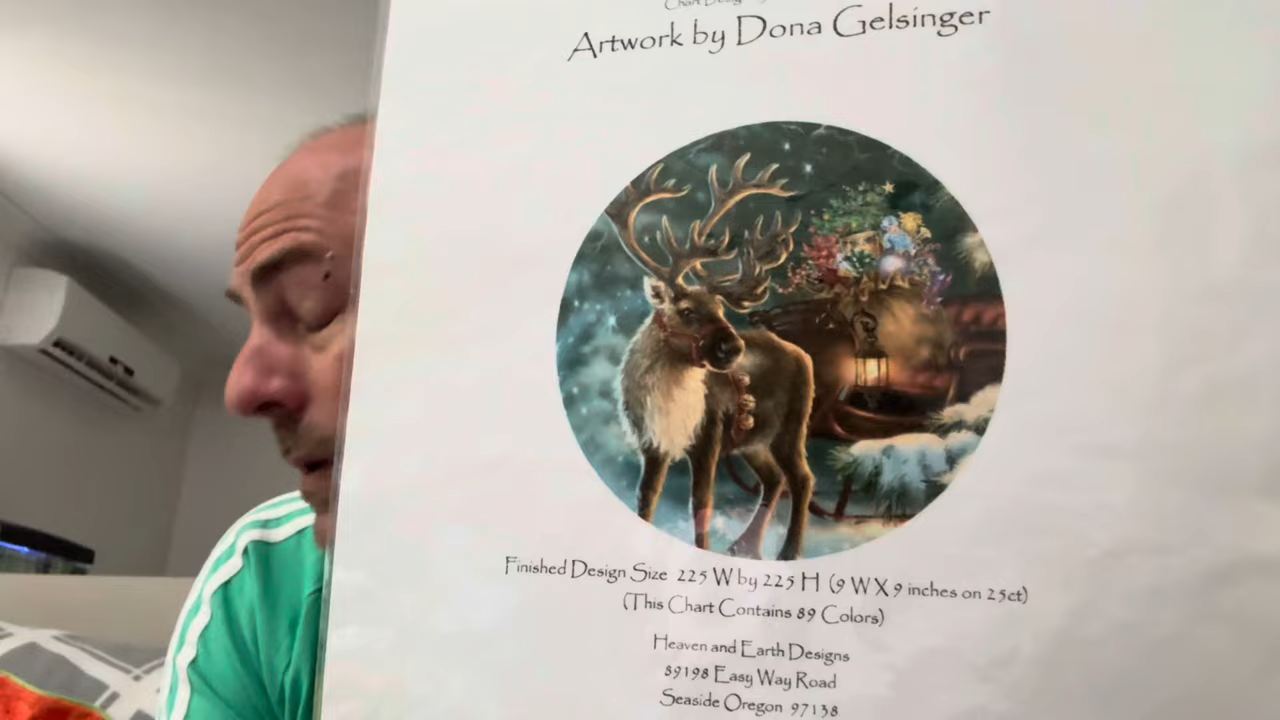 Artwork by Dona Gelsinger
Finished Design Size 225 W by 225 H (9 W X 9 inches on 25ct)
(This Chart Contains 89 Colors)
Heaven and Earth Designs
89198 Easy Way Road
Seaside Oregon 97138